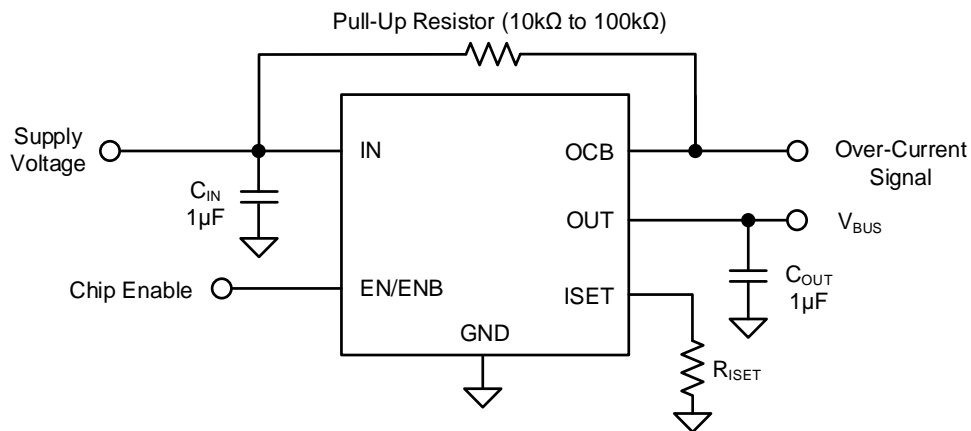 Pull-Up Resistor (10kΩ to 100kΩ)
Supply
Voltage
IN
OCB
Over-Current
Signal
CIN
1µF
OUT
VBUS
COUT
1µF
Chip Enable
EN/ENB
ISET
GND
RISET